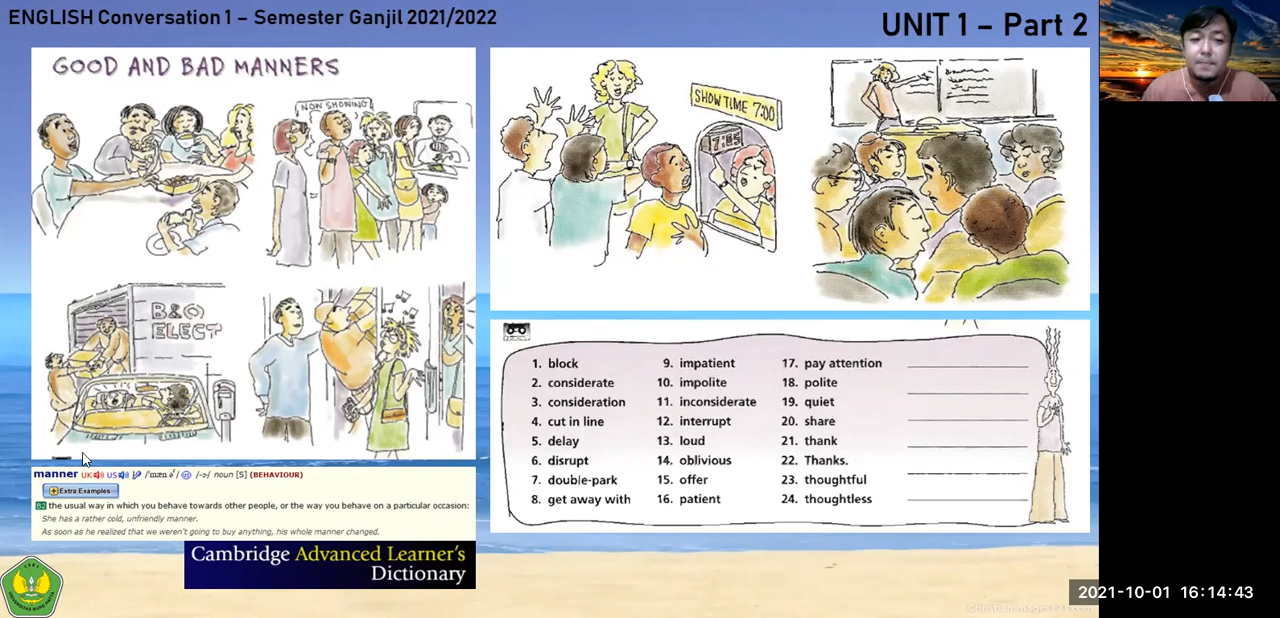 ENGLISH Conversation 1 – Semester Ganjil 2021/2022
UNIT 1 – Part 2
GOOD AND BAD MANNERS
NOW SHOWING
B&O
ELECT
SHOW TIME 7:00
7:05
1. block
2. considerate
3. consideration
4. cut in line
5. delay
6. disrupt
7. double-park
8. get away with
9. impatient
10. impolite
11. inconsiderate
12. interrupt
13. loud
14. oblivious
15. offer
16. patient
17. pay attention
18. polite
19. quiet
20. share
21. thank
22. Thanks.
23. thoughtful
24. thoughtless
manner UK US /ˈmæn.əʳ/ /-ɚ/ noun [S] (BEHAVIOUR)
Extra Examples
B2 the usual way in which you behave towards other people, or the way you behave on a particular occasion:
She has a rather cold, unfriendly manner.
As soon as he realized that we weren't going to buy anything, his whole manner changed.
Cambridge Advanced Learner's
Dictionary
UNIVERSITAS BUNG HATTA
2021-10-01 16:14:43